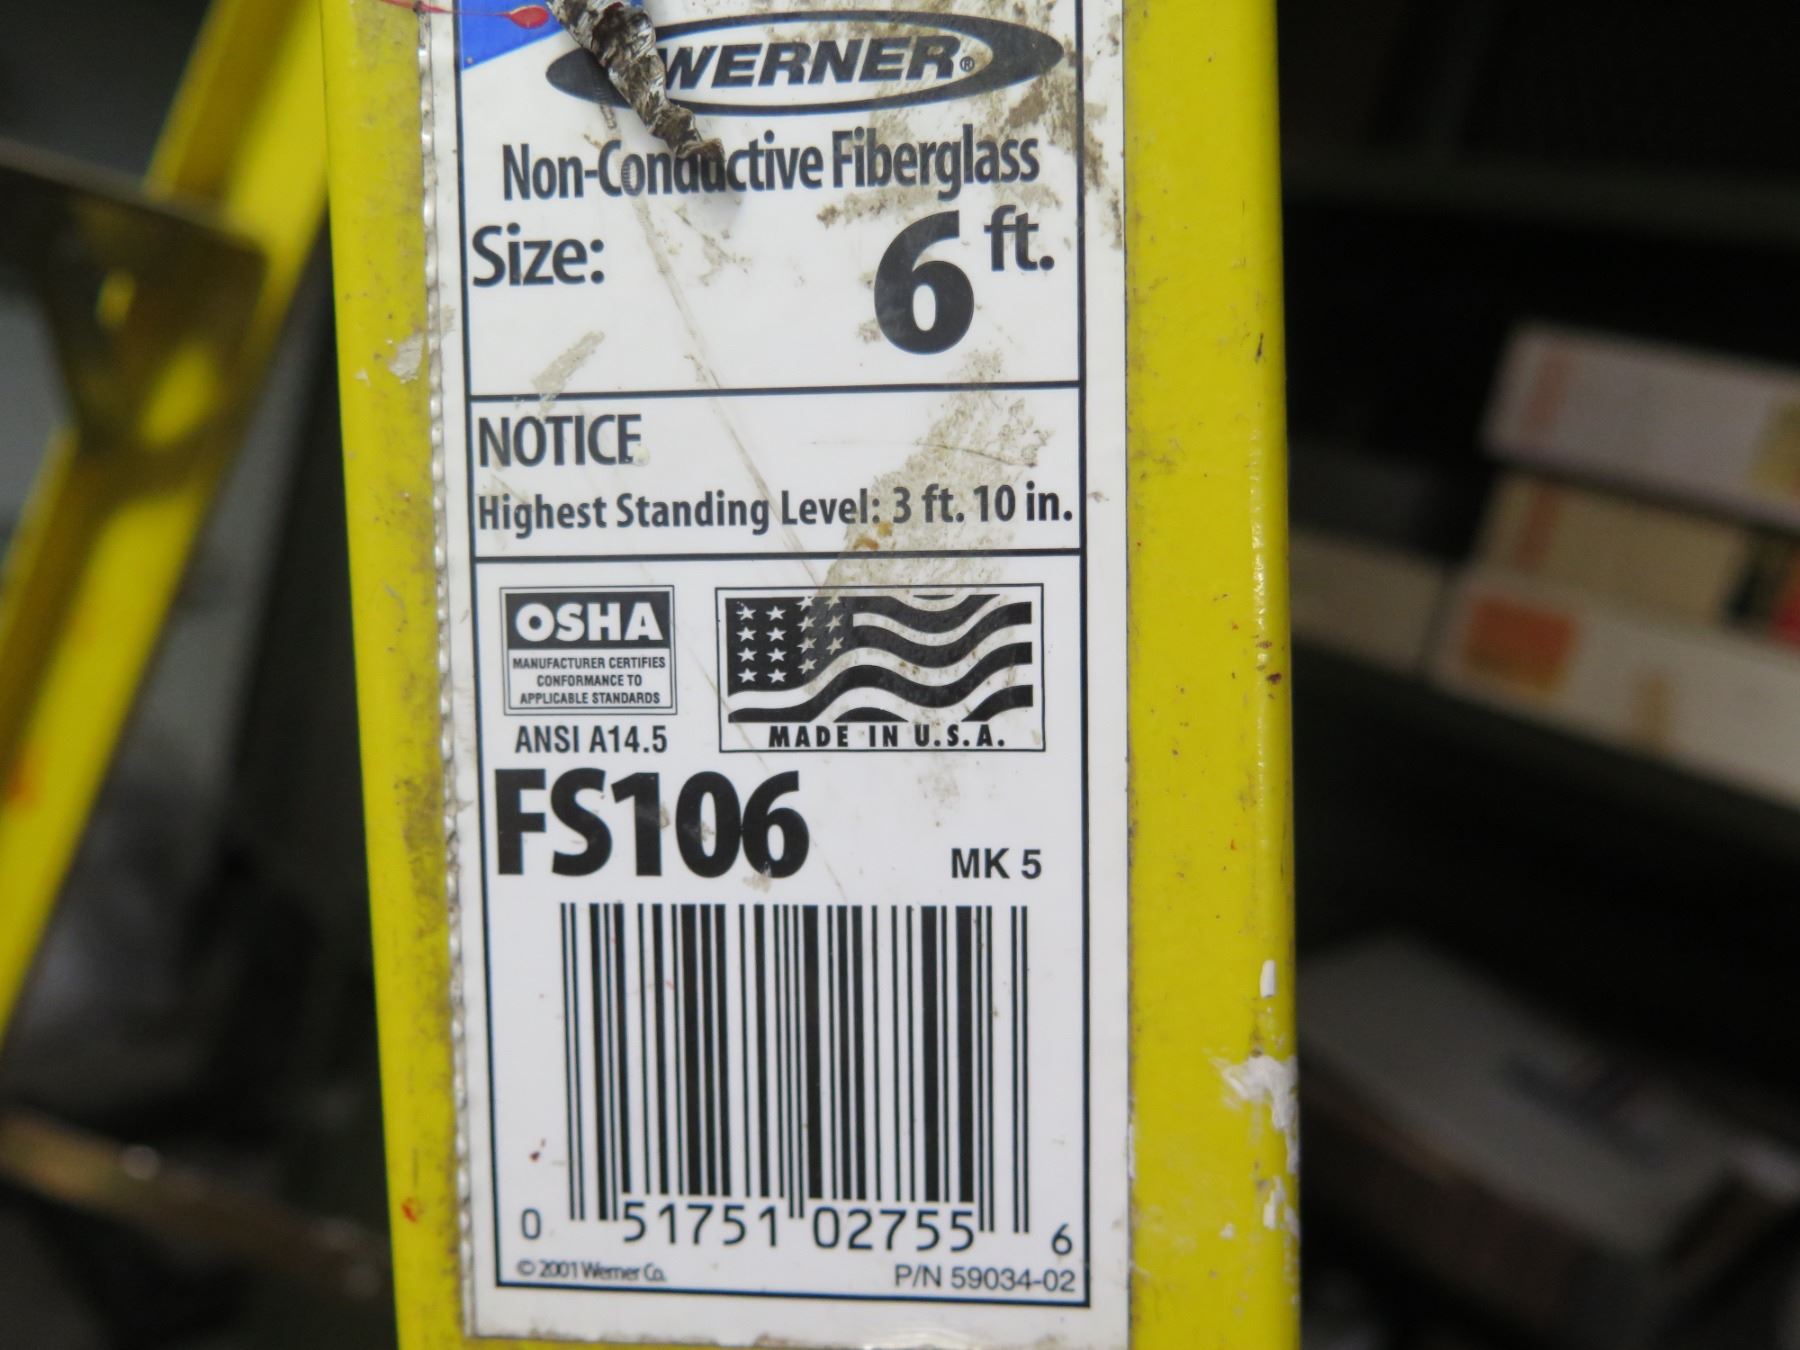 WERNER®
Non-Conductive Fiberglass
Size: 6 ft.
NOTICE
Highest Standing Level: 3 ft. 10 in.
OSHA
MANUFACTURER CERTIFIES
CONFORMANCE TO
APPLICABLE STANDARDS
ANSI A14.5
MADE IN U.S.A.
FS106
MK 5
0 51751 02755 6
© 2001 Werner Co.
P/N 59034-02